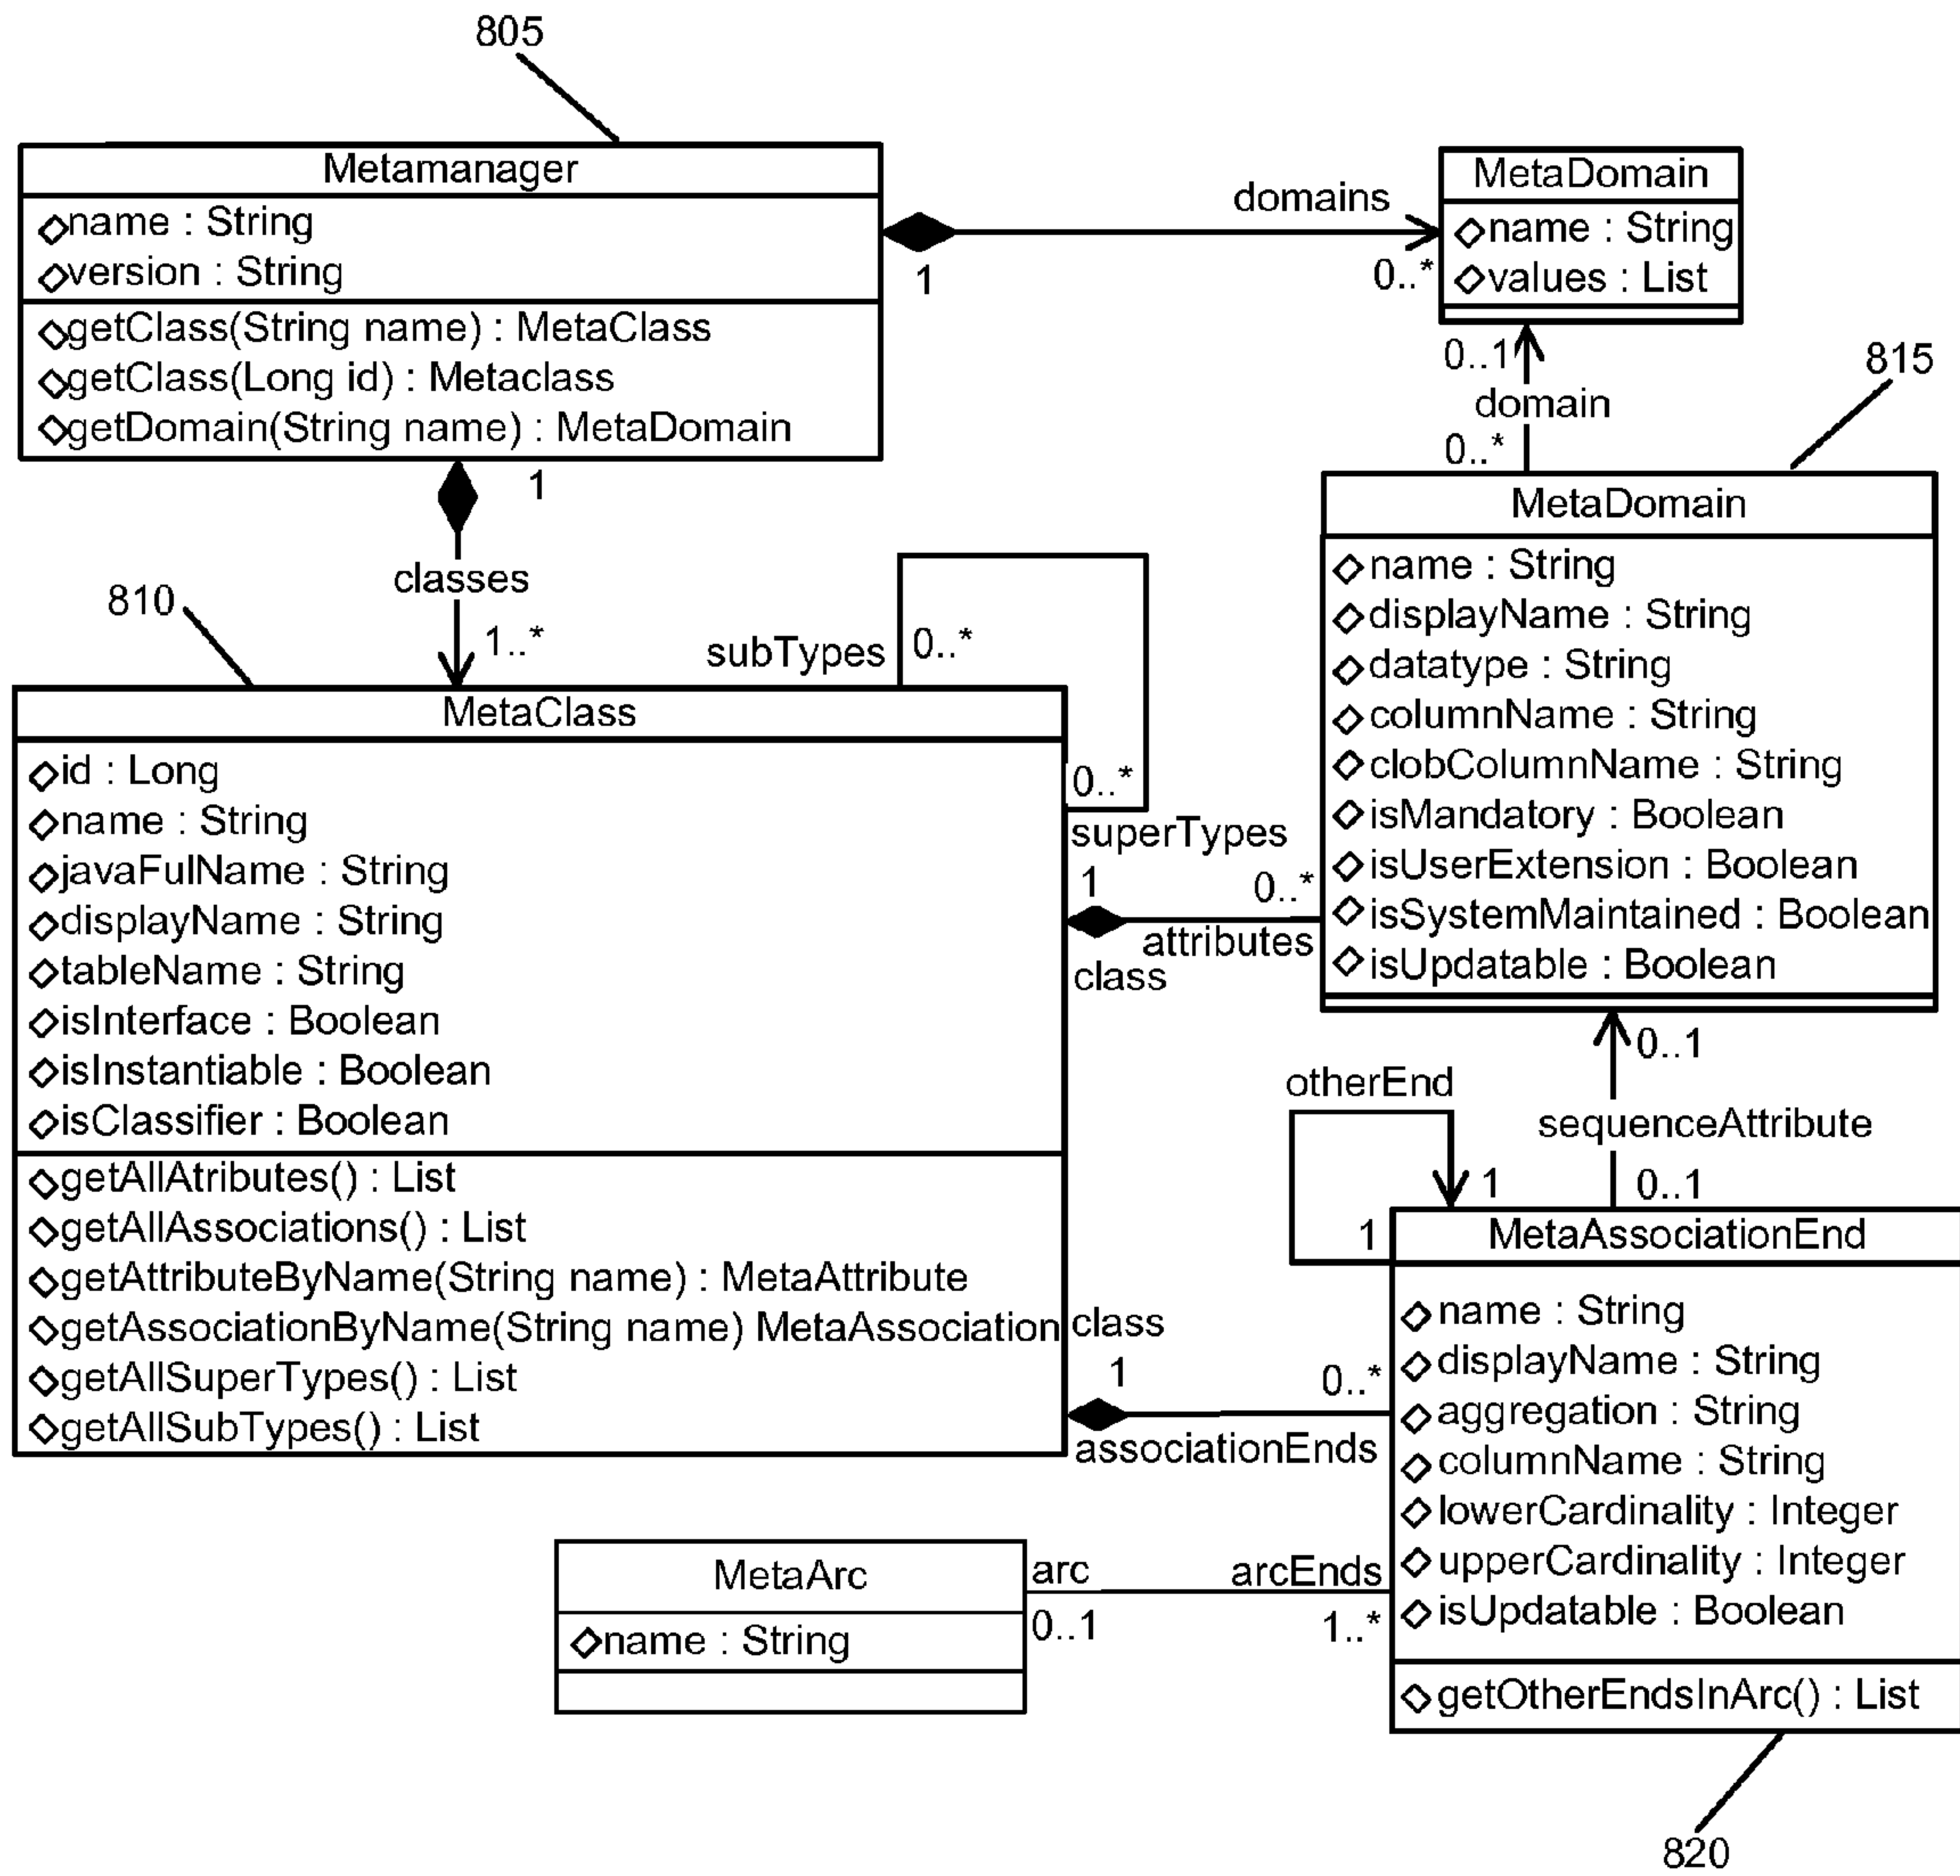 805
Metamanager
name : String
version : String
getClass(String name) : MetaClass
getClass(Long id) : Metaclass
getDomain(String name) : MetaDomain
domains
1
0..*
MetaDomain
name : String
values : List
0..1
domain
0..*
815
MetaDomain
name : String
displayName : String
datatype : String
columnName : String
clobColumnName : String
isMandatory : Boolean
isUserExtension : Boolean
isSystemMaintained : Boolean
isUpdatable : Boolean
1
classes
1..*
810
subTypes
0..*
0..*
superTypes
MetaClass
id : Long
name : String
javaFulName : String
displayName : String
tableName : String
isInterface : Boolean
isInstantiable : Boolean
isClassifier : Boolean
getAllAtributes() : List
getAllAssociations() : List
getAttributeByName(String name) : MetaAttribute
getAssociationByName(String name) MetaAssociation
getAllSuperTypes() : List
getAllSubTypes() : List
1
0..*
attributes
class
0..1
sequenceAttribute
0..1
otherEnd
1
1
class
1
0..*
associationEnds
MetaAssociationEnd
name : String
displayName : String
aggregation : String
columnName : String
lowerCardinality : Integer
upperCardinality : Integer
isUpdatable : Boolean
getOtherEndsInArc() : List
MetaArc
name : String
arc
arcEnds
0..1
1..*
820